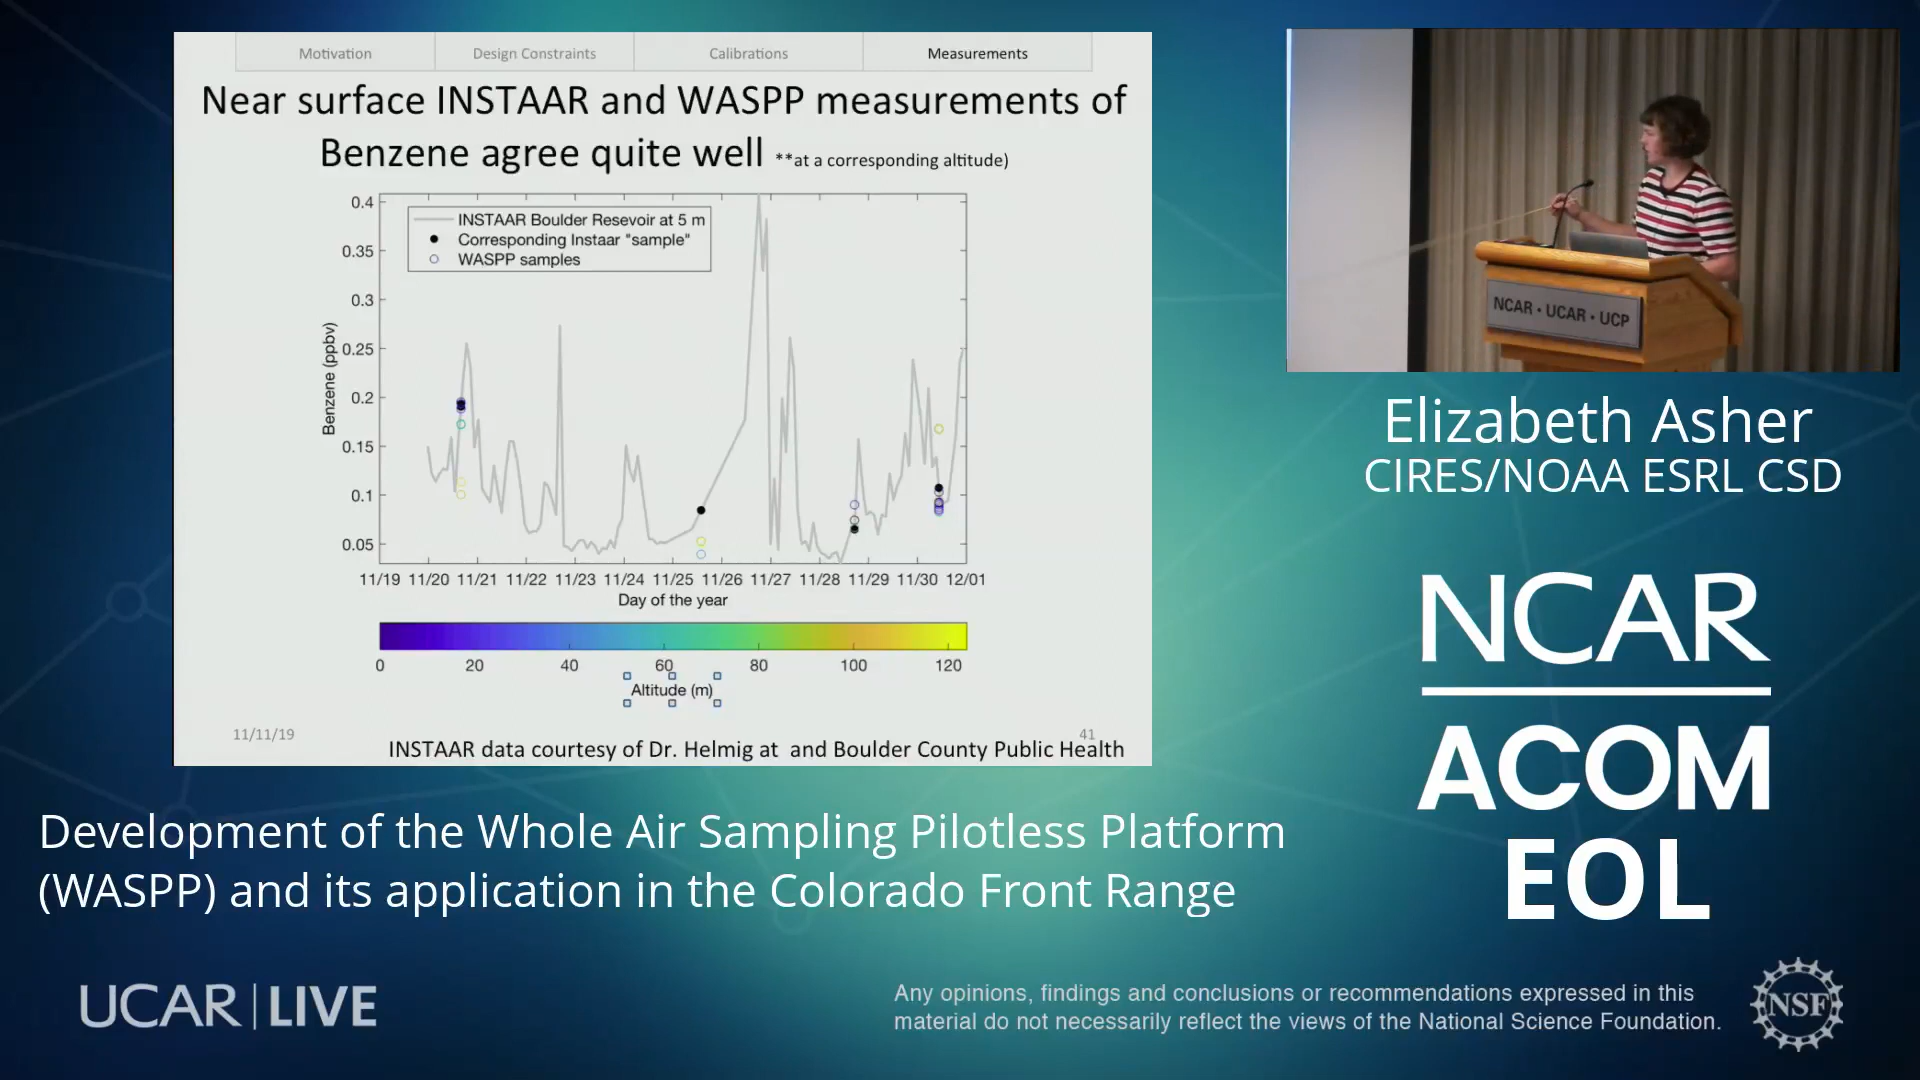 Motivation
Design Constraints
Calibrations
Measurements
Near surface INSTAAR and WASPP measurements of
Benzene agree quite well **at a corresponding altitude)
INSTAAR Boulder Resevoir at 5 m
Corresponding Instaar "sample"
WASPP samples
Benzene (ppbv)
0.4
0.35
0.3
0.25
0.2
0.15
0.1
0.05
11/19 11/20 11/21 11/22 11/23 11/24 11/25 11/26 11/27 11/28 11/29 11/30 12/01
Day of the year
0 20 40 60 80 100 120
Altitude (m)
11/11/19
41
INSTAAR data courtesy of Dr. Helmig at and Boulder County Public Health
NCAR • UCAR • UCP
Elizabeth Asher
CIRES/NOAA ESRL CSD
NCAR
ACOM
EOL
Development of the Whole Air Sampling Pilotless Platform
(WASPP) and its application in the Colorado Front Range
UCAR | LIVE
Any opinions, findings and conclusions or recommendations expressed in this
material do not necessarily reflect the views of the National Science Foundation.
NSF